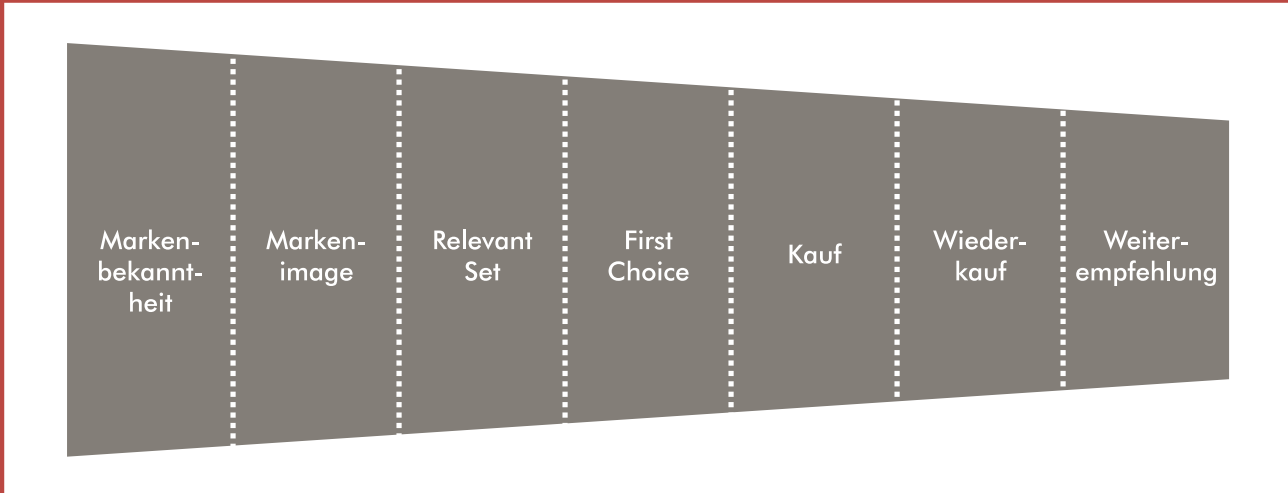 Marken-
bekannt-
heit
Marken-
image
Relevant
Set
First
Choice
Kauf
Wieder-
kauf
Weiter-
empfehlung